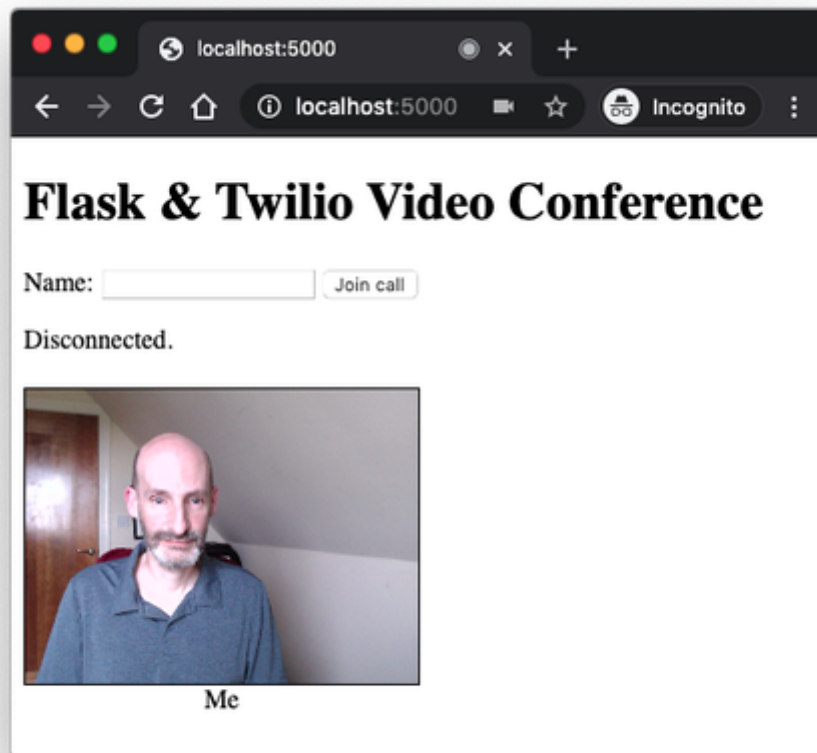 localhost:5000
localhost:5000 Incognito
Flask & Twilio Video Conference
Name: Join call
Disconnected.
Me